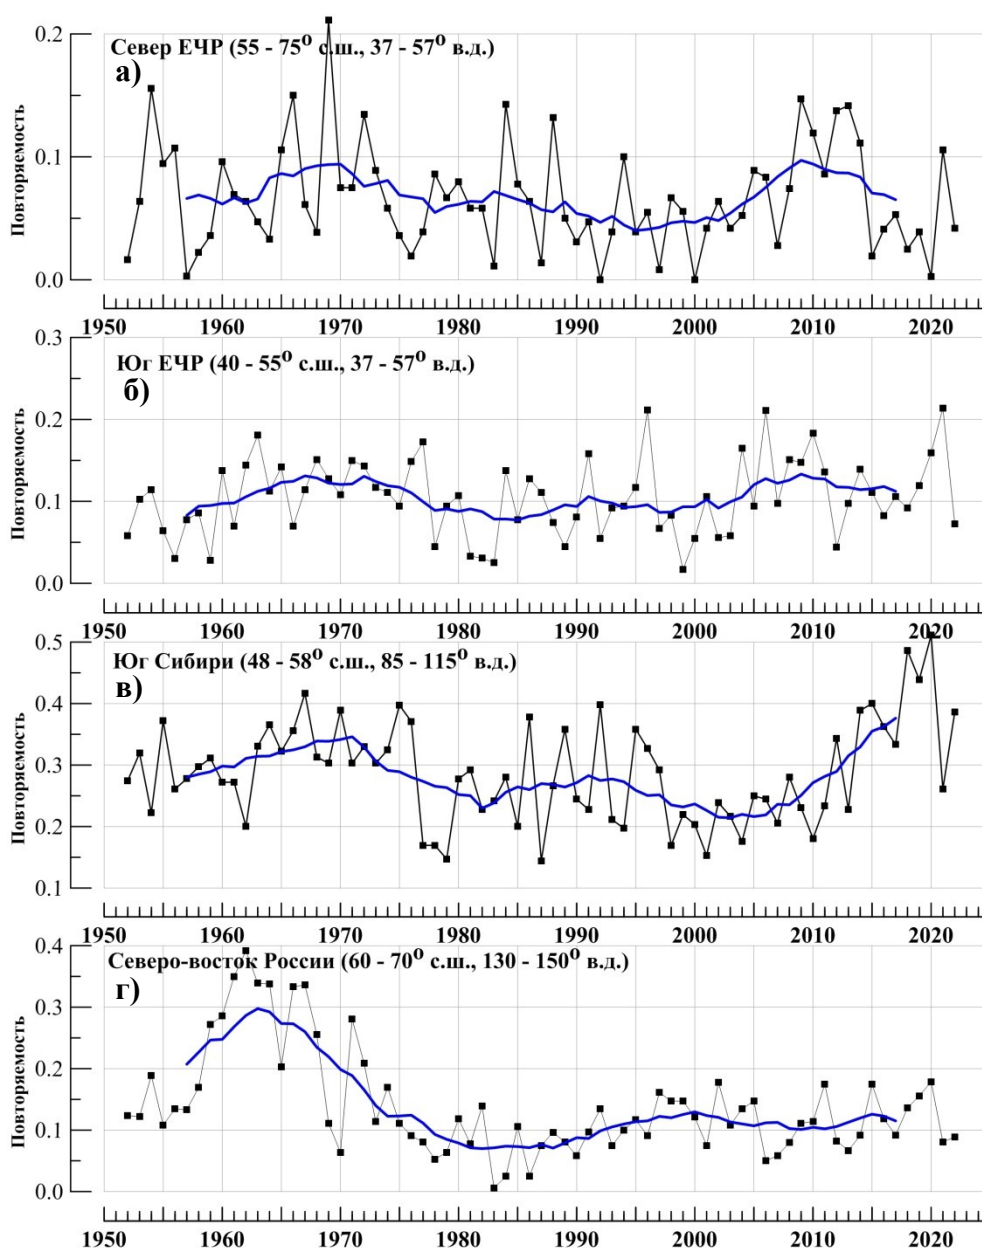 Север ЕЧР (55 - 75⁰ с.ш., 37 - 57⁰ в.д.)
а)
Повторяемость
0.2
0.1
0.0
1950 1960 1970 1980 1990 2000 2010 2020
Юг ЕЧР (40 - 55⁰ с.ш., 37 - 57⁰ в.д.)
б)
Повторяемость
0.3
0.2
0.1
0.0
1950 1960 1970 1980 1990 2000 2010 2020
Юг Сибири (48 - 58⁰ с.ш., 85 - 115⁰ в.д.)
в)
Повторяемость
0.5
0.4
0.3
0.2
0.1
1950 1960 1970 1980 1990 2000 2010 2020
Северо-восток России (60 - 70⁰ с.ш., 130 - 150⁰ в.д.)
г)
Повторяемость
0.4
0.3
0.2
0.1
0.0
1950 1960 1970 1980 1990 2000 2010 2020